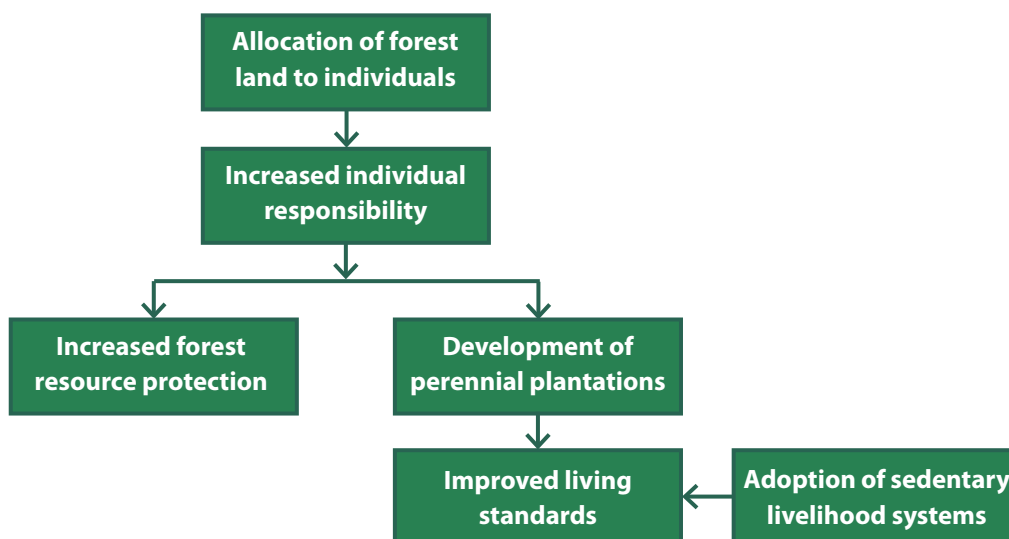 Allocation of forest
land to individuals
Increased individual
responsibility
Increased forest
resource protection
Development of
perennial plantations
Improved living
standards
Adoption of sedentary
livelihood systems